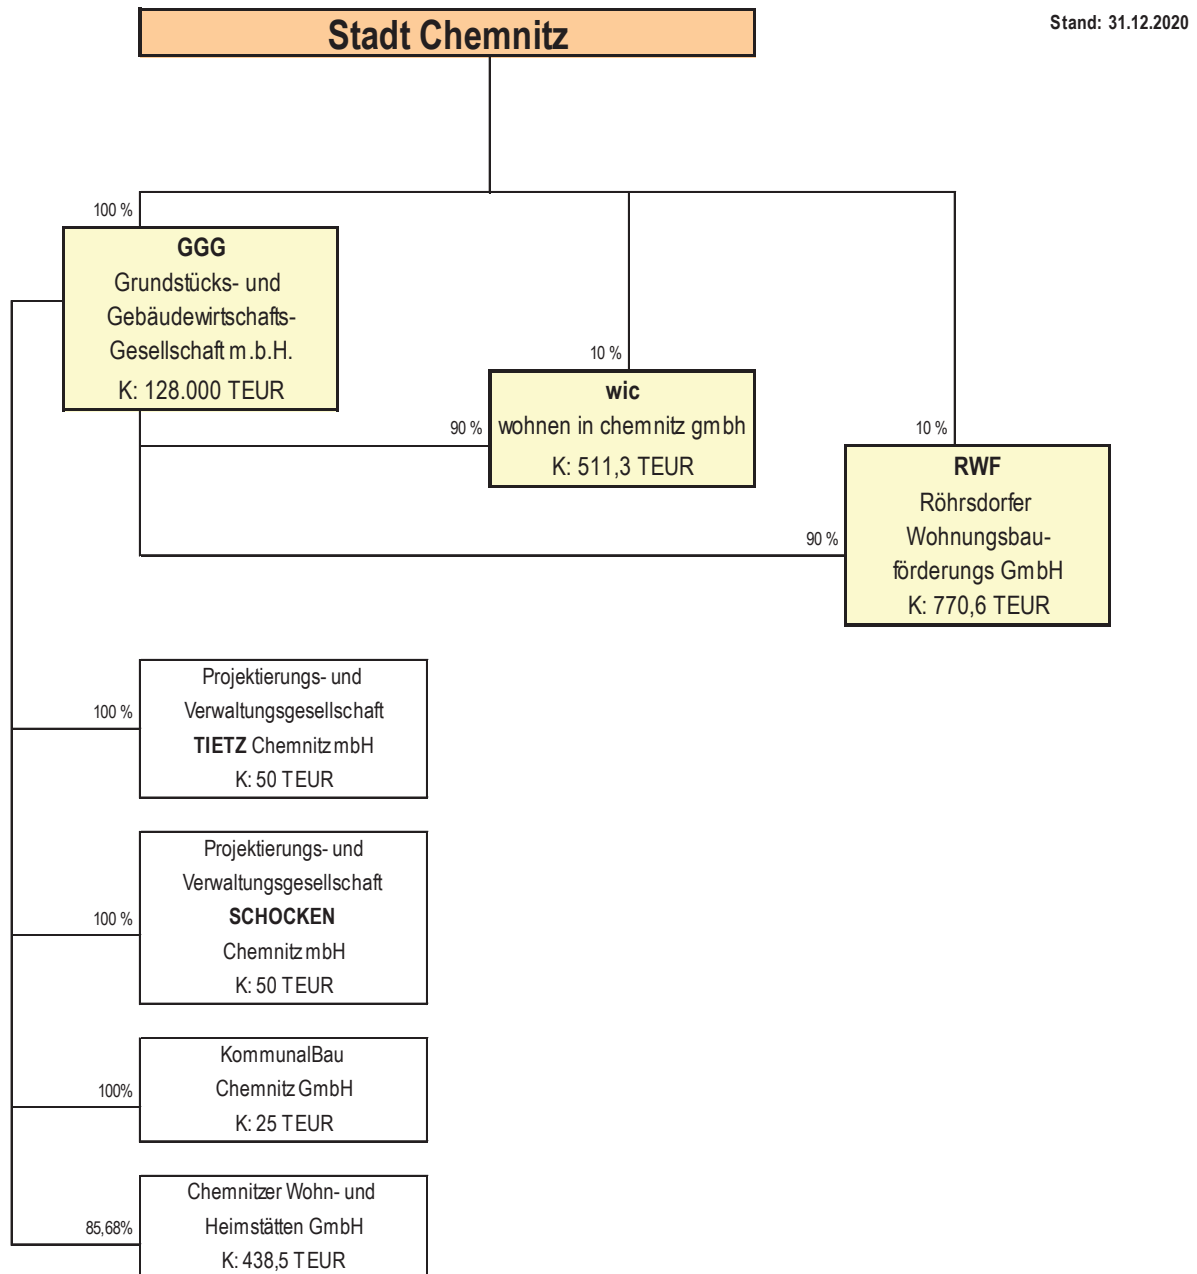 Stadt Chemnitz
Stand: 31.12.2020
100 %
GGG
Grundstücks- und
Gebäudewirtschafts-
Gesellschaft m.b.H.
K: 128.000 TEUR
10 %
wic
90 %
wohnen in chemnitz gmbh
K: 511,3 TEUR
10 %
RWF
Röhrsdorfer
90 %
Wohnungsbau-
förderungs GmbH
K: 770,6 TEUR
Projektierungs- und
100 %
Verwaltungsgesellschaft
TIETZ Chemnitz mbH
K: 50 TEUR
Projektierungs- und
Verwaltungsgesellschaft
100 %
SCHOCKEN
Chemnitz mbH
K: 50 TEUR
KommunalBau
100%
Chemnitz GmbH
K: 25 TEUR
Chemnitzer Wohn- und
85,68%
Heimstätten GmbH
K: 438,5 TEUR